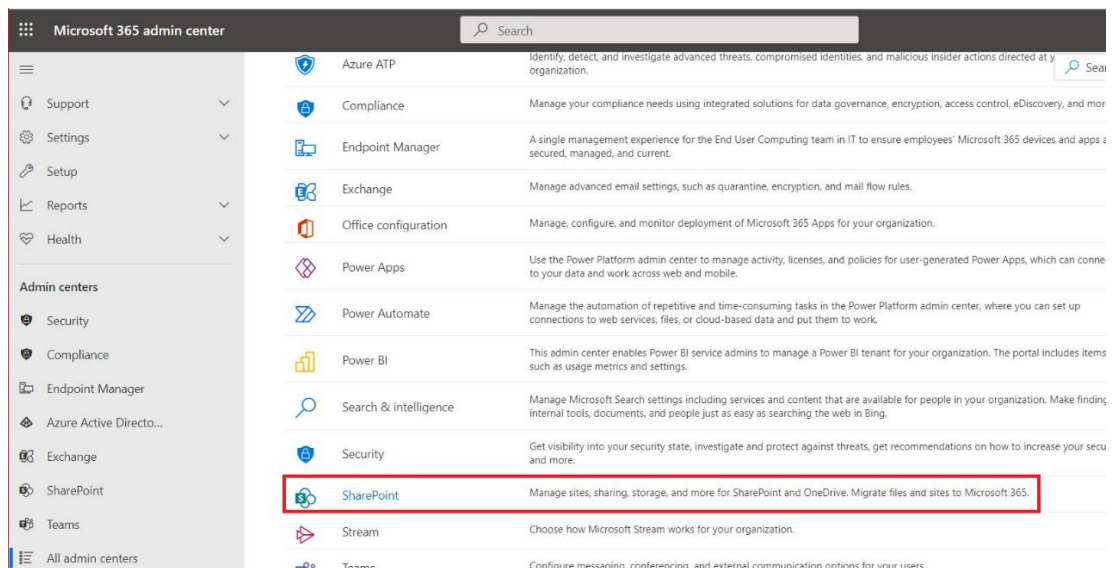 Microsoft 365 admin center
Search
Support
Settings
Setup
Reports
Health
Admin centers
Security
Compliance
Endpoint Manager
Azure Active Directo...
Exchange
SharePoint
Teams
All admin centers
Azure ATP
Identify, detect, and investigate advanced threats, compromised identities, and malicious insider actions directed at y
organization.
Sear
Compliance
Manage your compliance needs using integrated solutions for data governance, encryption, access control, eDiscovery, and mor
Endpoint Manager
A single management experience for the End User Computing team in IT to ensure employees' Microsoft 365 devices and apps a
secured, managed, and current.
Exchange
Manage advanced email settings, such as quarantine, encryption, and mail flow rules.
Office configuration
Manage, configure, and monitor deployment of Microsoft 365 Apps for your organization.
Power Apps
Use the Power Platform admin center to manage activity, licenses, and policies for user-generated Power Apps, which can conne
to your data and work across web and mobile.
Power Automate
Manage the automation of repetitive and time-consuming tasks in the Power Platform admin center, where you can set up
connections to web services, files, or cloud-based data and put them to work.
Power BI
This admin center enables Power BI service admins to manage a Power BI tenant for your organization. The portal includes items
such as usage metrics and settings.
Search & intelligence
Manage Microsoft Search settings including services and content that are available for people in your organization. Make finding
internal tools, documents, and people just as easy as searching the web in Bing.
Security
Get visibility into your security state, investigate and protect against threats, get recommendations on how to increase your secu
and more.
SharePoint
Manage sites, sharing, storage, and more for SharePoint and OneDrive. Migrate files and sites to Microsoft 365.
Stream
Choose how Microsoft Stream works for your organization.
Teams
Configure messaging, conferencing, and external communication options for your users.